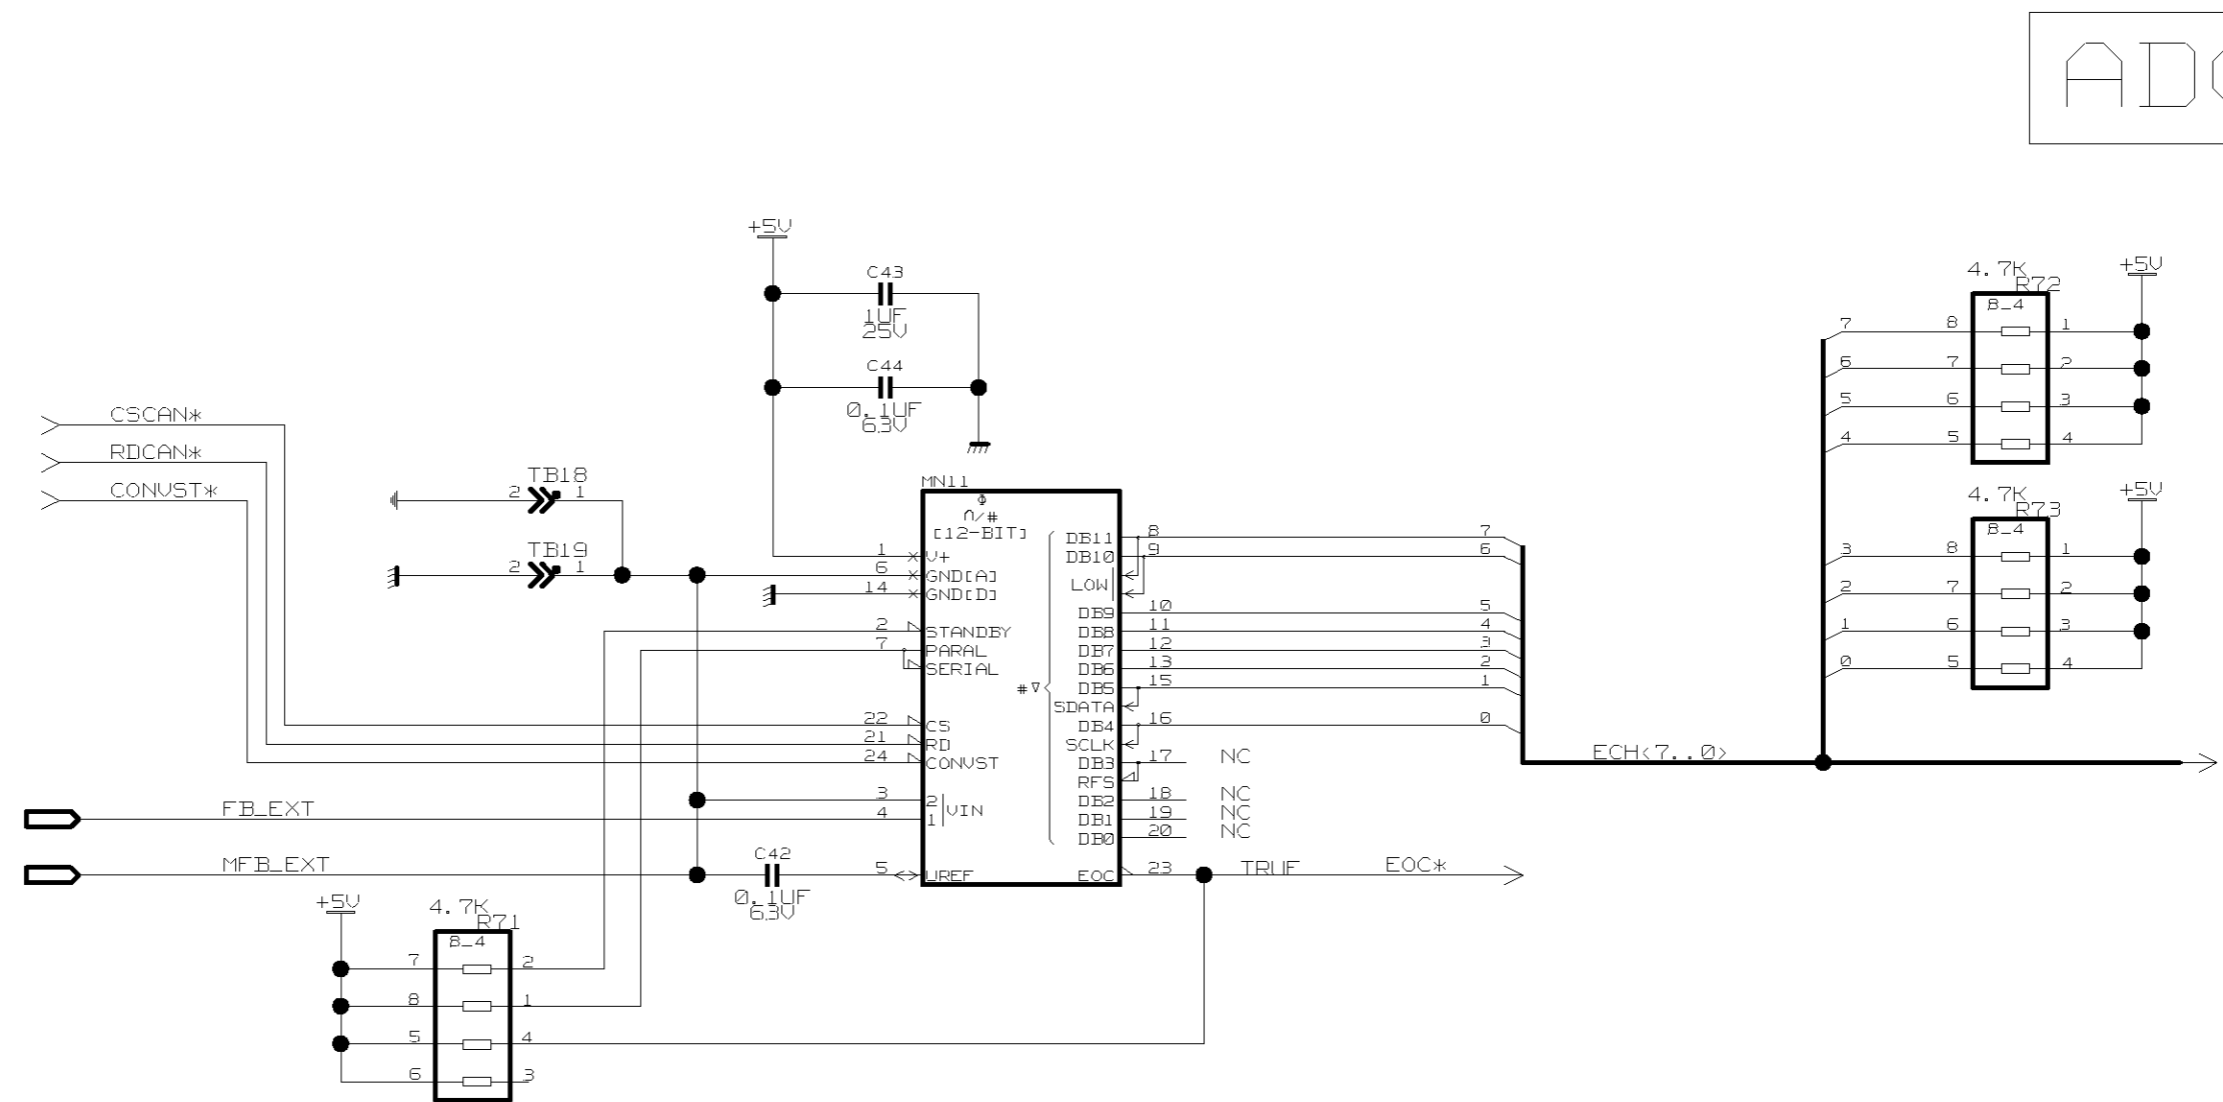 AD
+5V
C43
1UF
25V
C44
0.1UF
63V
+5V
4.7K
R72
8_4
7 8 1
6 7 2
5 6 3
4 5 4
CSCAN*
RDCAN*
CONVST*
TB18
2 1
TB19
2 1
MN11
∩/#
[12-BIT]
1 V+
6 GND[A]
14 GND[D]
2 STANDBY
7 PARAL
SERIAL
22 CS
21 RD
24 CONVST
3 2
4 1
VIN
5 VREF
#∇
DB11 8 7
DB10 9 6
LOW
DB9 10 5
DB8 11 4
DB7 12 3
DB6 13 2
DB5 15 1
SDATA
DB4 16 0
SCLK
DB3 17 NC
RFS
DB2 18 NC
DB1 19 NC
DB0 20 NC
EOC 23 EOC*
+5V
4.7K
R73
8_4
3 8 1
2 7 2
1 6 3
0 5 4
ECH<7..0>
FB_EXT
MFB_EXT
C42
0.1UF
63V
+5V
4.7K
R71
8_4
7 2
8 1
5 4
6 3